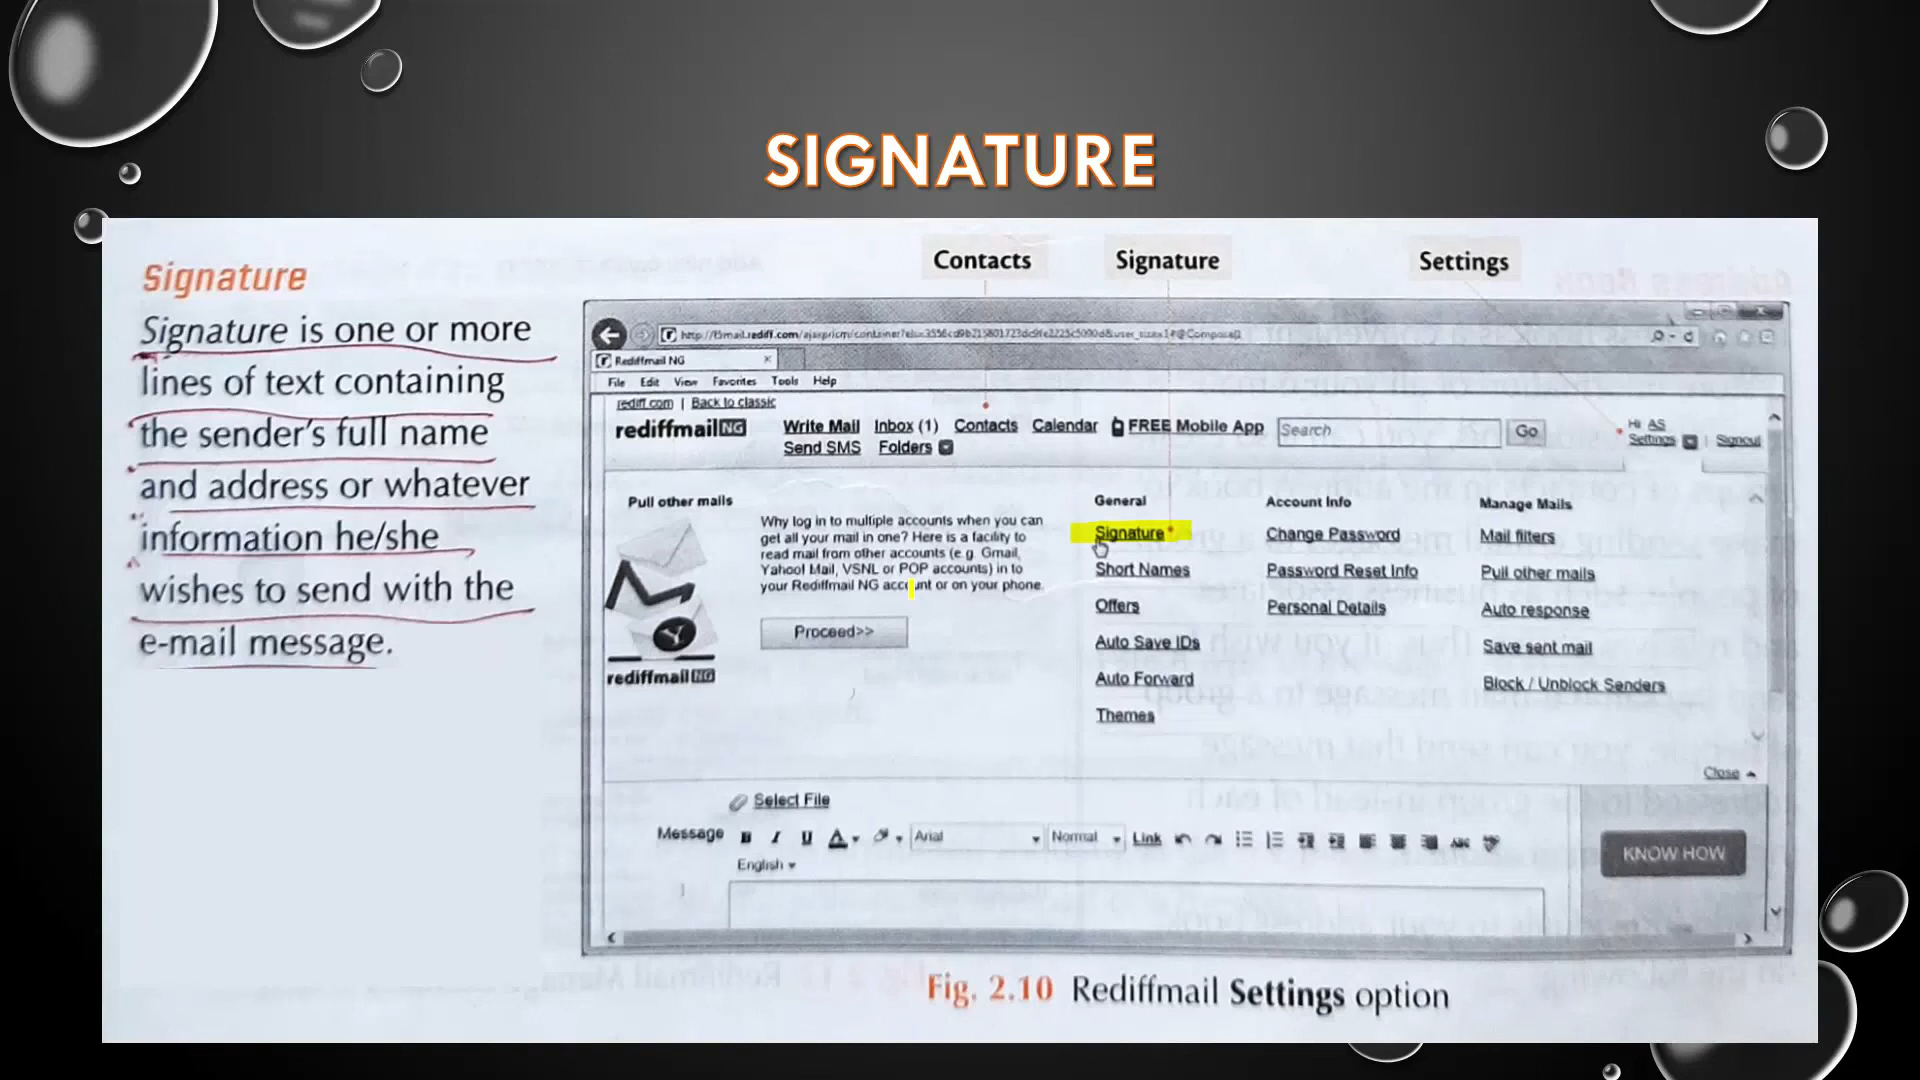 SIGNATURE
Signature
Signature is one or more
lines of text containing
the sender's full name
and address or whatever
information he/she
wishes to send with the
e-mail message.
Contacts
Signature
Settings
Rediffmail NG
File Edit View Favorites Tools Help
rediff.com | Back to classic
rediffmail NG
Write Mail Inbox (1) Contacts Calendar FREE Mobile App
Search
Go
Hi AS
Settings | Signout
Send SMS Folders
Pull other mails
Why log in to multiple accounts when you can
get all your mail in one? Here is a facility to
read mail from other accounts (e.g. Gmail,
Yahoo! Mail, VSNL or POP accounts) in to
your Rediffmail NG account or on your phone.
Proceed>>
rediffmail NG
General
Signature
Short Names
Offers
Auto Save IDs
Auto Forward
Themes
Account Info
Change Password
Password Reset Info
Personal Details
Manage Mails
Mail filters
Pull other mails
Auto response
Save sent mail
Block / Unblock Senders
Close
Select File
Message B I U A Arial Normal Link
English
KNOW HOW
Fig. 2.10 Rediffmail Settings option